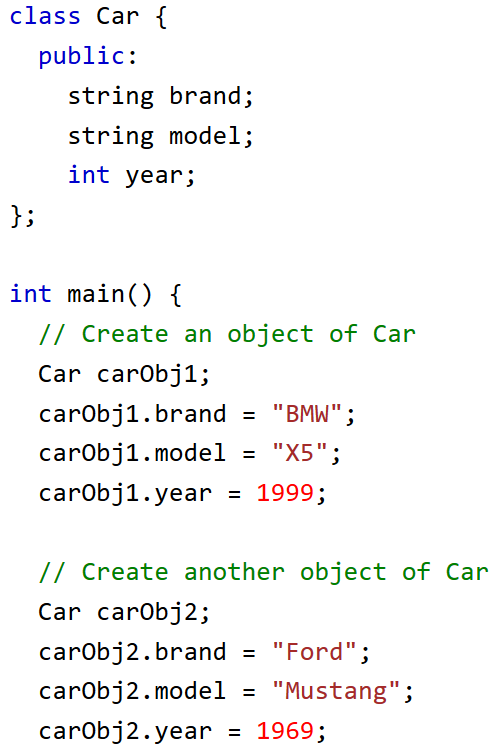 class Car {
  public:
    string brand;
    string model;
    int year;
};

int main() {
  // Create an object of Car
  Car carObj1;
  carObj1.brand = "BMW";
  carObj1.model = "X5";
  carObj1.year = 1999;

  // Create another object of Car
  Car carObj2;
  carObj2.brand = "Ford";
  carObj2.model = "Mustang";
  carObj2.year = 1969;